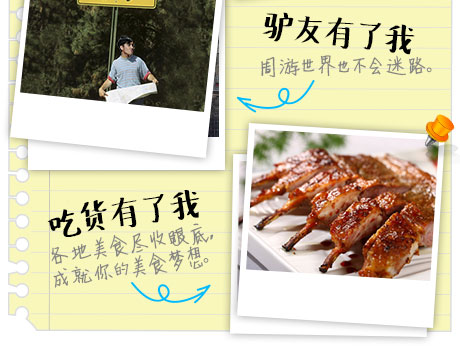 驴友有了我
周游世界也不会迷路。
吃货有了我
各地美食尽收眼底,
成就你的美食梦想。